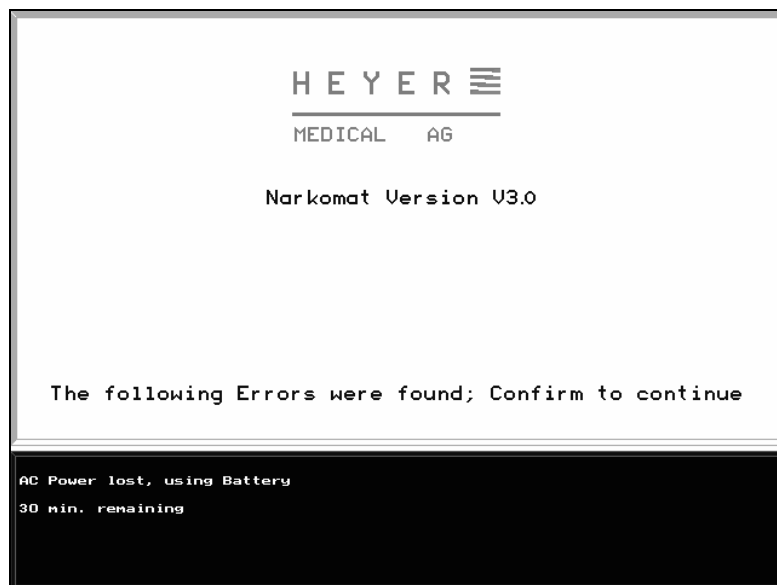 HEYER
MEDICAL AG
Narkomat Version V3.0
The following Errors were found; Confirm to continue
AC Power lost, using Battery
30 min. remaining